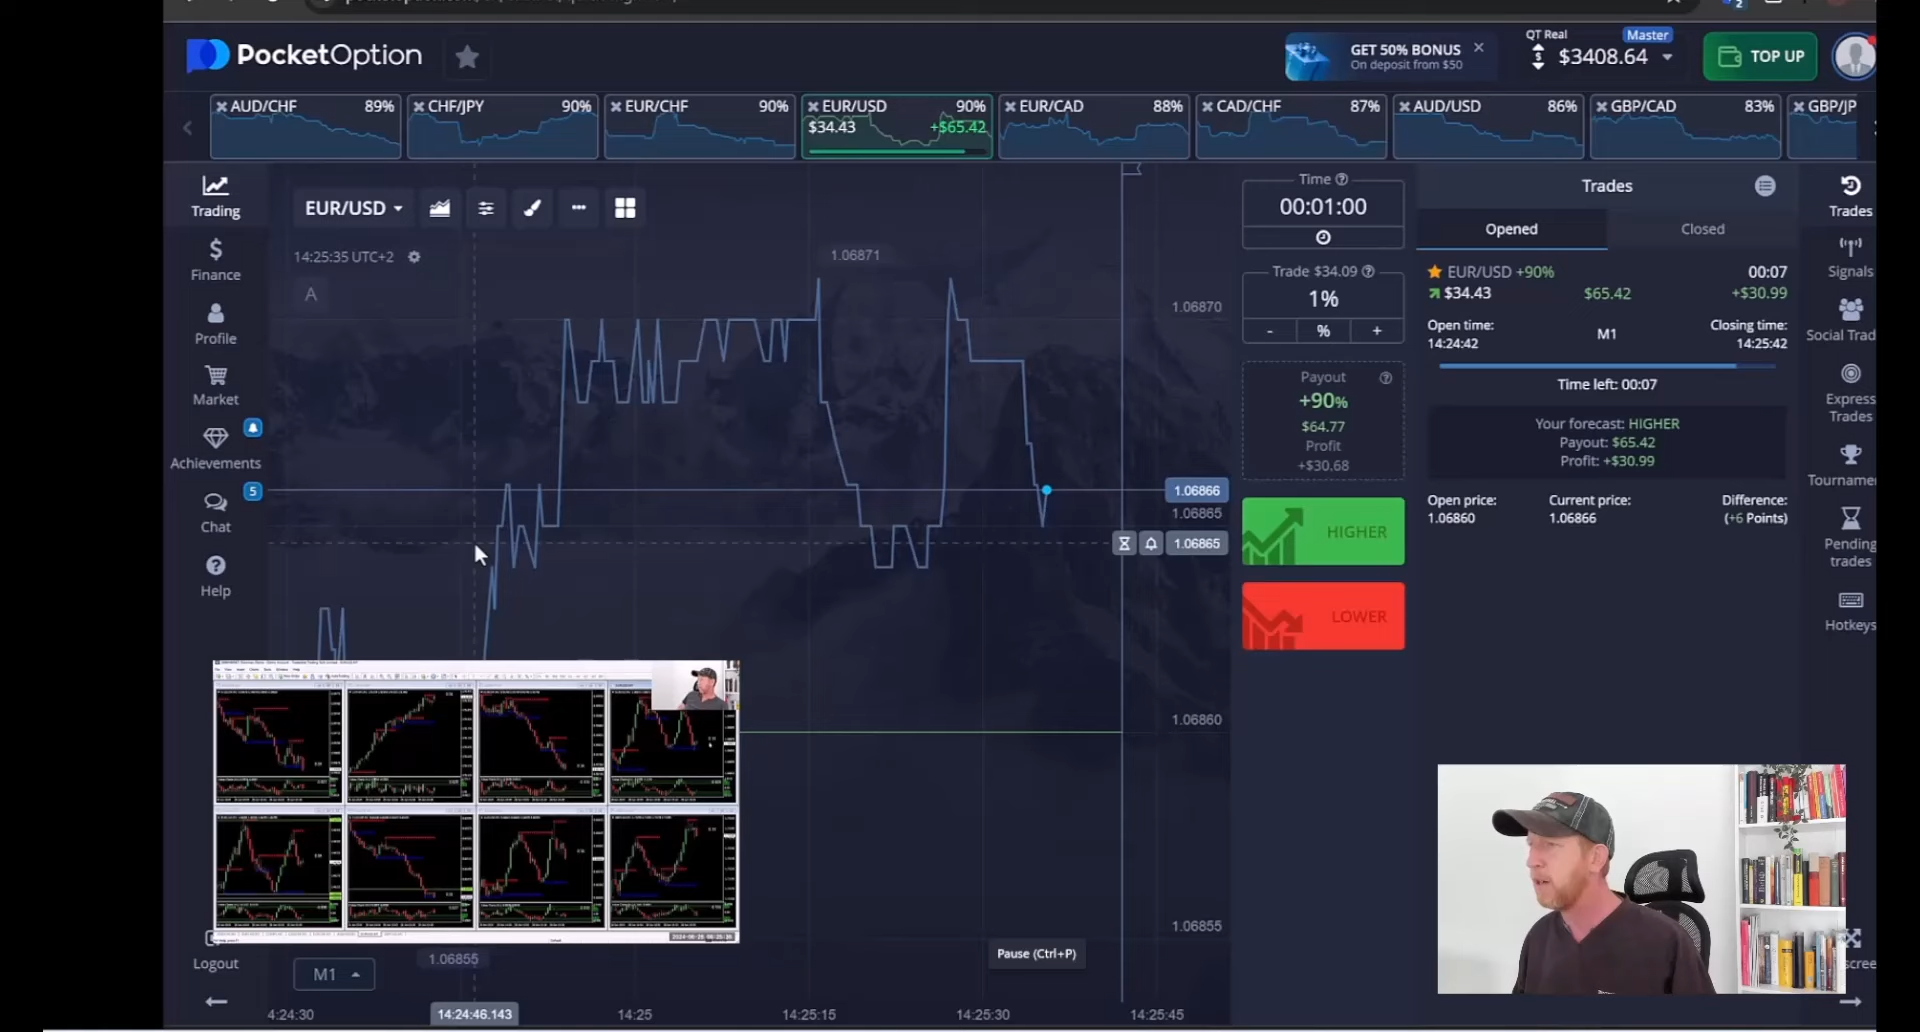 PocketOption
GET 50% BONUS
On deposit from $50
QT Real
Master
$3408.64
TOP UP
AUD/CHF 89%
CHF/JPY 90%
EUR/CHF 90%
EUR/USD 90%
$34.43 +$65.42
EUR/CAD 88%
CAD/CHF 87%
AUD/USD 86%
GBP/CAD 83%
GBP/JP
Trading
Finance
Profile
Market
Achievements
5
Chat
Help
Logout
EUR/USD
14:25:35 UTC+2
A
1.06871
1.06870
1.06866
1.06865
1.06865
1.06860
1.06855
1.06855
Pause (Ctrl+P)
M1
4:24:30
14:24:46.143
14:25
14:25:15
14:25:30
14:25:45
Time
00:01:00
Trade $34.09
1%
- % +
Payout
+90%
$64.77
Profit
+$30.68
HIGHER
LOWER
Trades
Opened
Closed
EUR/USD +90% 00:07
$34.43 $65.42 +$30.99
Open time: Closing time:
14:24:42 M1 14:25:42
Time left: 00:07
Your forecast: HIGHER
Payout: $65.42
Profit: +$30.99
Open price: Current price: Difference:
1.06860 1.06866 (+6 Points)
Trades
Signals
Social Trad
Express
Trades
Tourname
Pending
trades
Hotkeys
scree